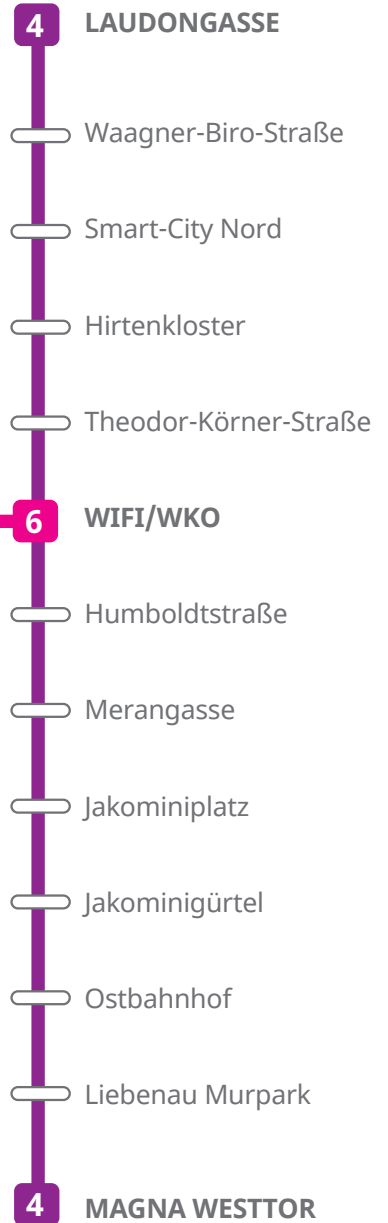 4 LAUDONGASSE
Waagner-Biro-Straße
Smart-City Nord
Hirtenkloster
Theodor-Körner-Straße
6 WIFI/WKO
Humboldtstraße
Merangasse
Jakominiplatz
Jakominigürtel
Ostbahnhof
Liebenau Murpark
4 MAGNA WESTTOR